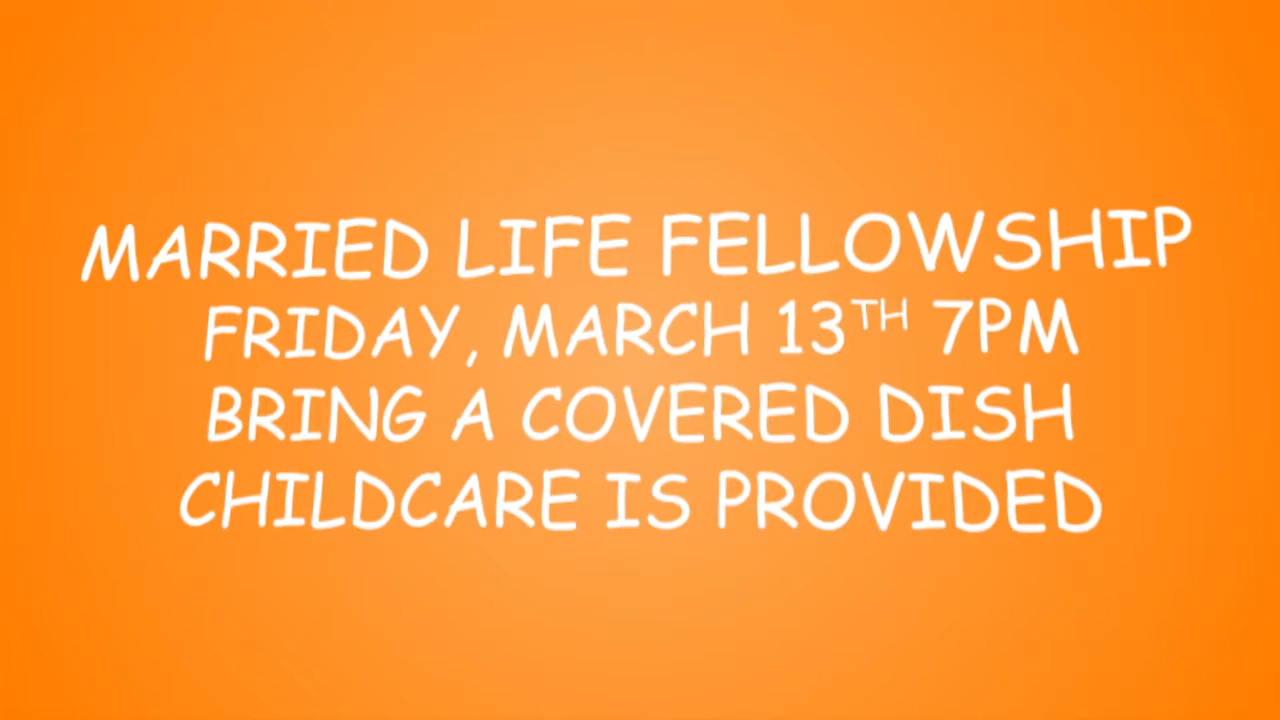 MARRIED LIFE FELLOWSHIP
FRIDAY, MARCH 13TH 7PM
BRING A COVERED DISH
CHILDCARE IS PROVIDED